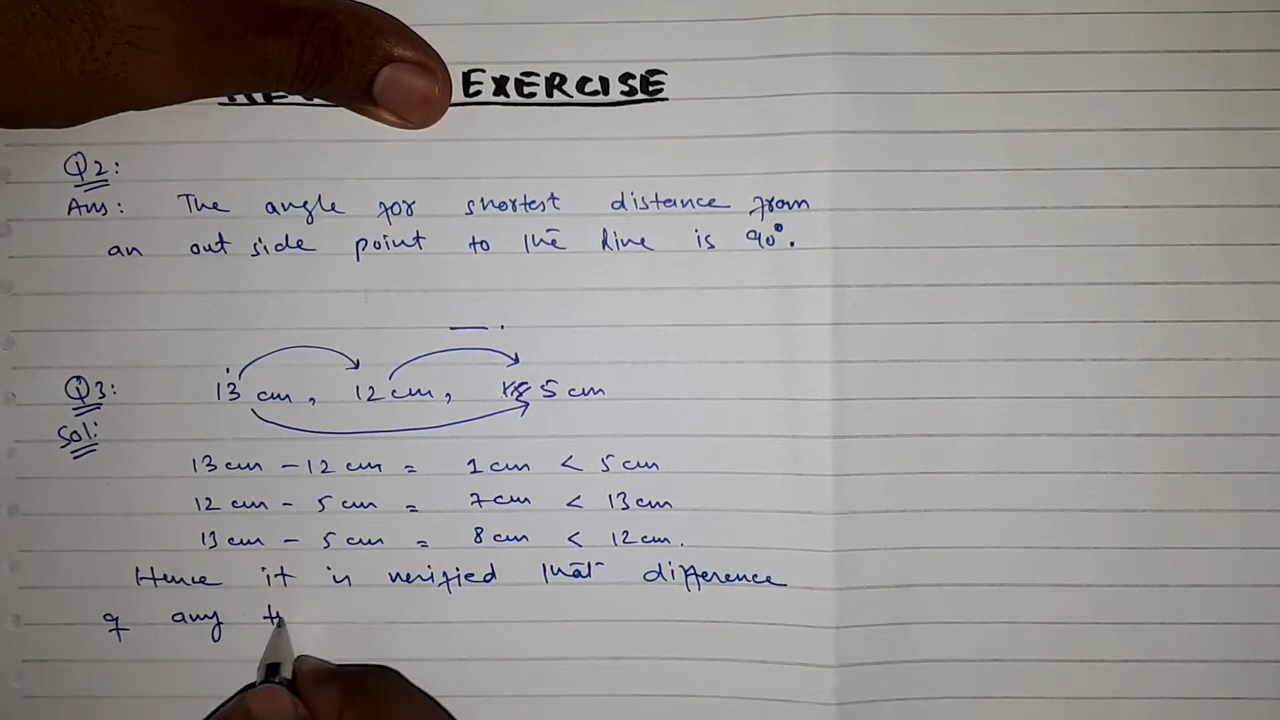 EXERCISE
Q2:
Ans: The angle for shortest distance from
an out side point to the line is 90°.
Q3: 13 cm, 12 cm, 5 cm
Sol:
13 cm - 12 cm = 1 cm < 5 cm
12 cm - 5 cm = 7 cm < 13 cm
13 cm - 5 cm = 8 cm < 12 cm.
Hence it is verified that difference
of any